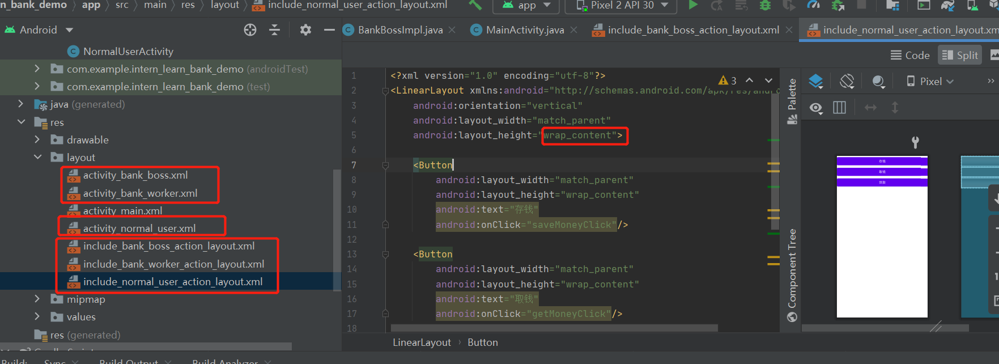 n_bank_demo › app › src › main › res › layout › include_normal_user_action_layout.xml
app
Pixel 2 API 30
Android
BankBossImpl.java
MainActivity.java
include_bank_boss_action_layout.xml
include_normal_user_action_layout.xm
Code
Split
NormalUserActivity
com.example.intern_learn_bank_demo (androidTest)
com.example.intern_learn_bank_demo (test)
java (generated)
res
drawable
layout
activity_bank_boss.xml
activity_bank_worker.xml
activity_main.xml
activity_normal_user.xml
include_bank_boss_action_layout.xml
include_bank_worker_action_layout.xml
include_normal_user_action_layout.xml
mipmap
values
res (generated)
1 <?xml version="1.0" encoding="utf-8"?>
2 <LinearLayout xmlns:android="http://schemas.android.com/apk/res/andro
3 android:orientation="vertical"
4 android:layout_width="match_parent"
5 android:layout_height="wrap_content">
6
7 <Button
8 android:layout_width="match_parent"
9 android:layout_height="wrap_content"
10 android:text="存钱"
11 android:onClick="saveMoneyClick"/>
12
13 <Button
14 android:layout_width="match_parent"
15 android:layout_height="wrap_content"
16 android:text="取钱"
17 android:onClick="getMoneyClick"/>
18
3
Palette
Component Tree
Pixel
存钱
取钱
贷款
LinearLayout › Button
Build: Sync
Build Output
Build Analyzer